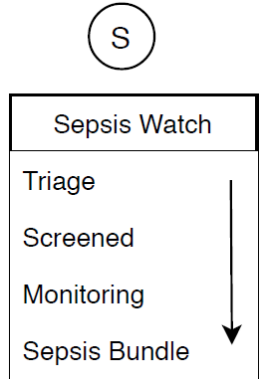 S
Sepsis Watch
Triage
Screened
Monitoring
Sepsis Bundle